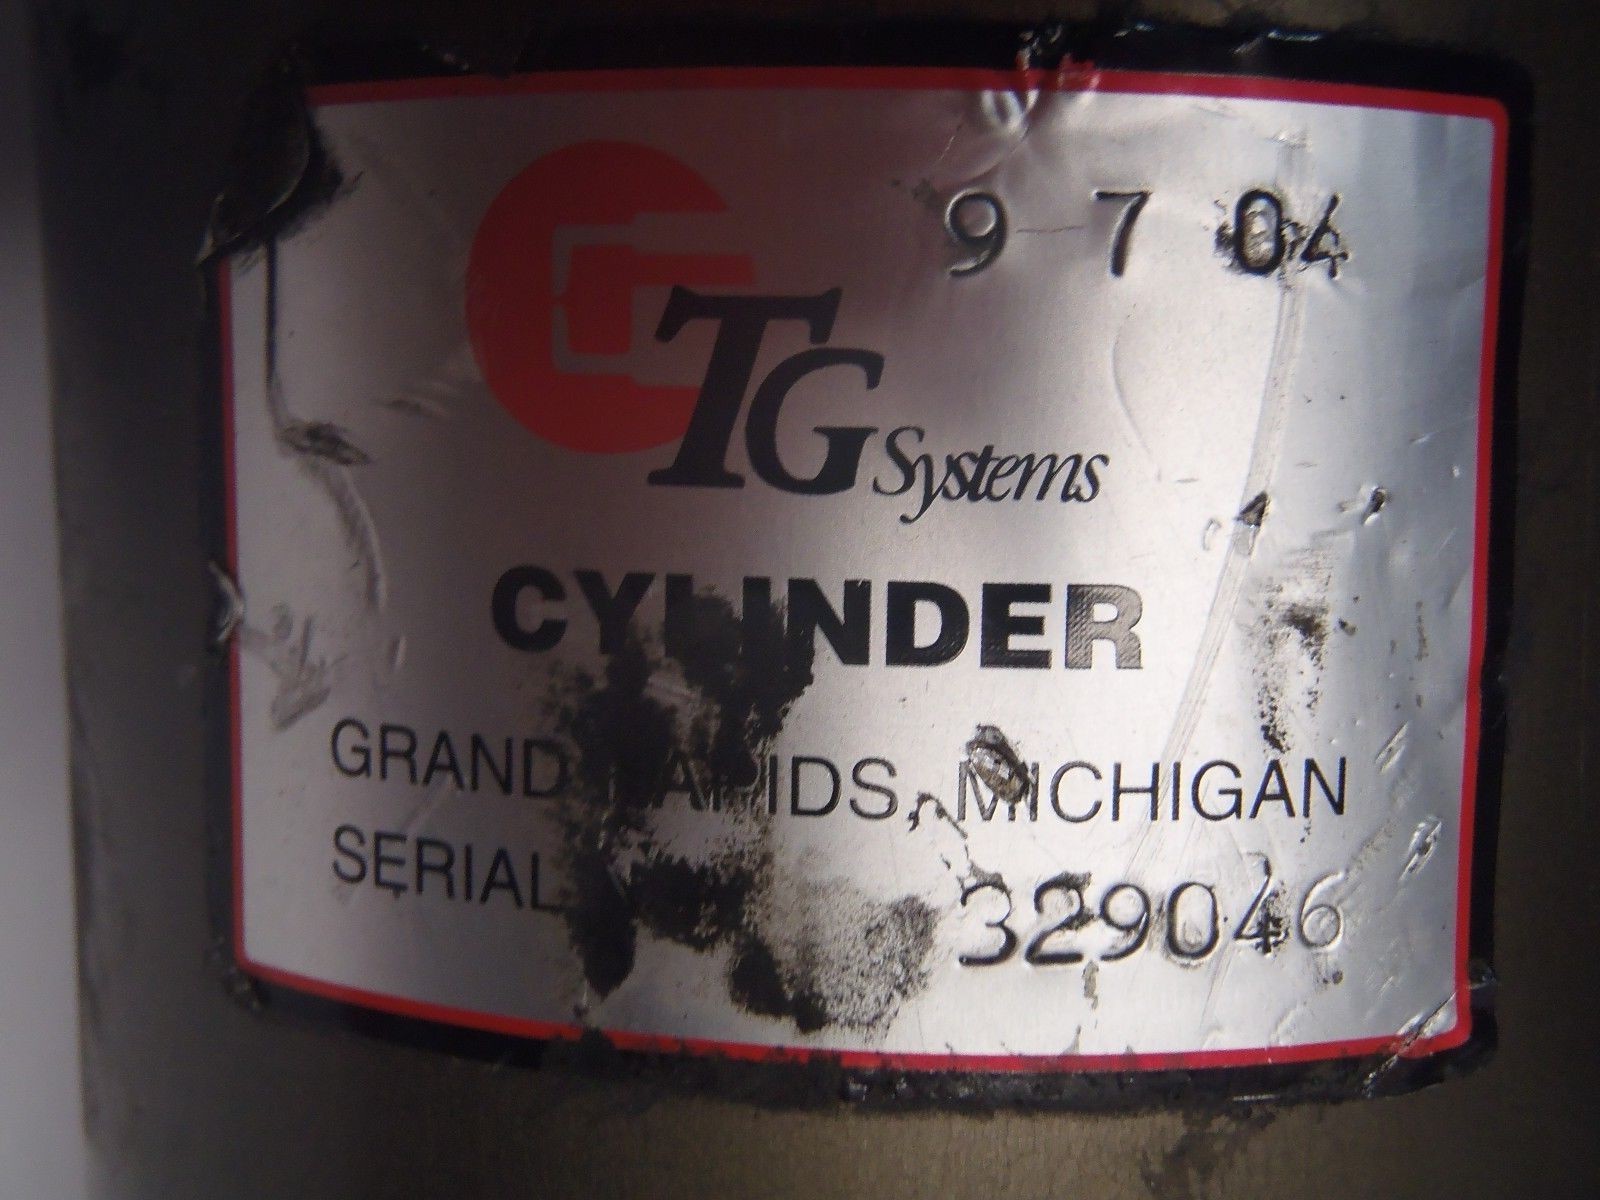 9 7 04
TG Systems
CYLINDER
GRAND RAPIDS, MICHIGAN
SERIAL 329046